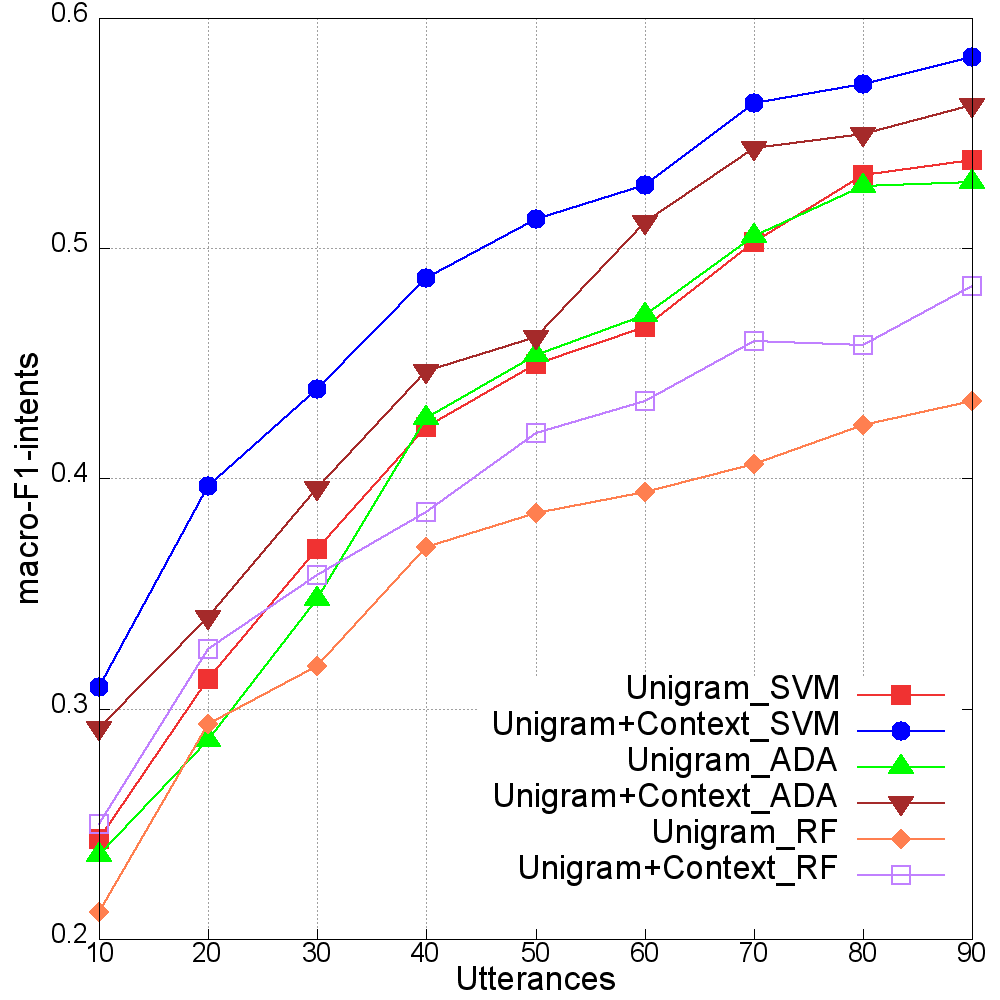 0.6
0.5
0.4
0.3
0.2
macro-F1-intents
Unigram_SVM
Unigram+Context_SVM
Unigram_ADA
Unigram+Context_ADA
Unigram_RF
Unigram+Context_RF
10 20 30 40 50 60 70 80 90
Utterances